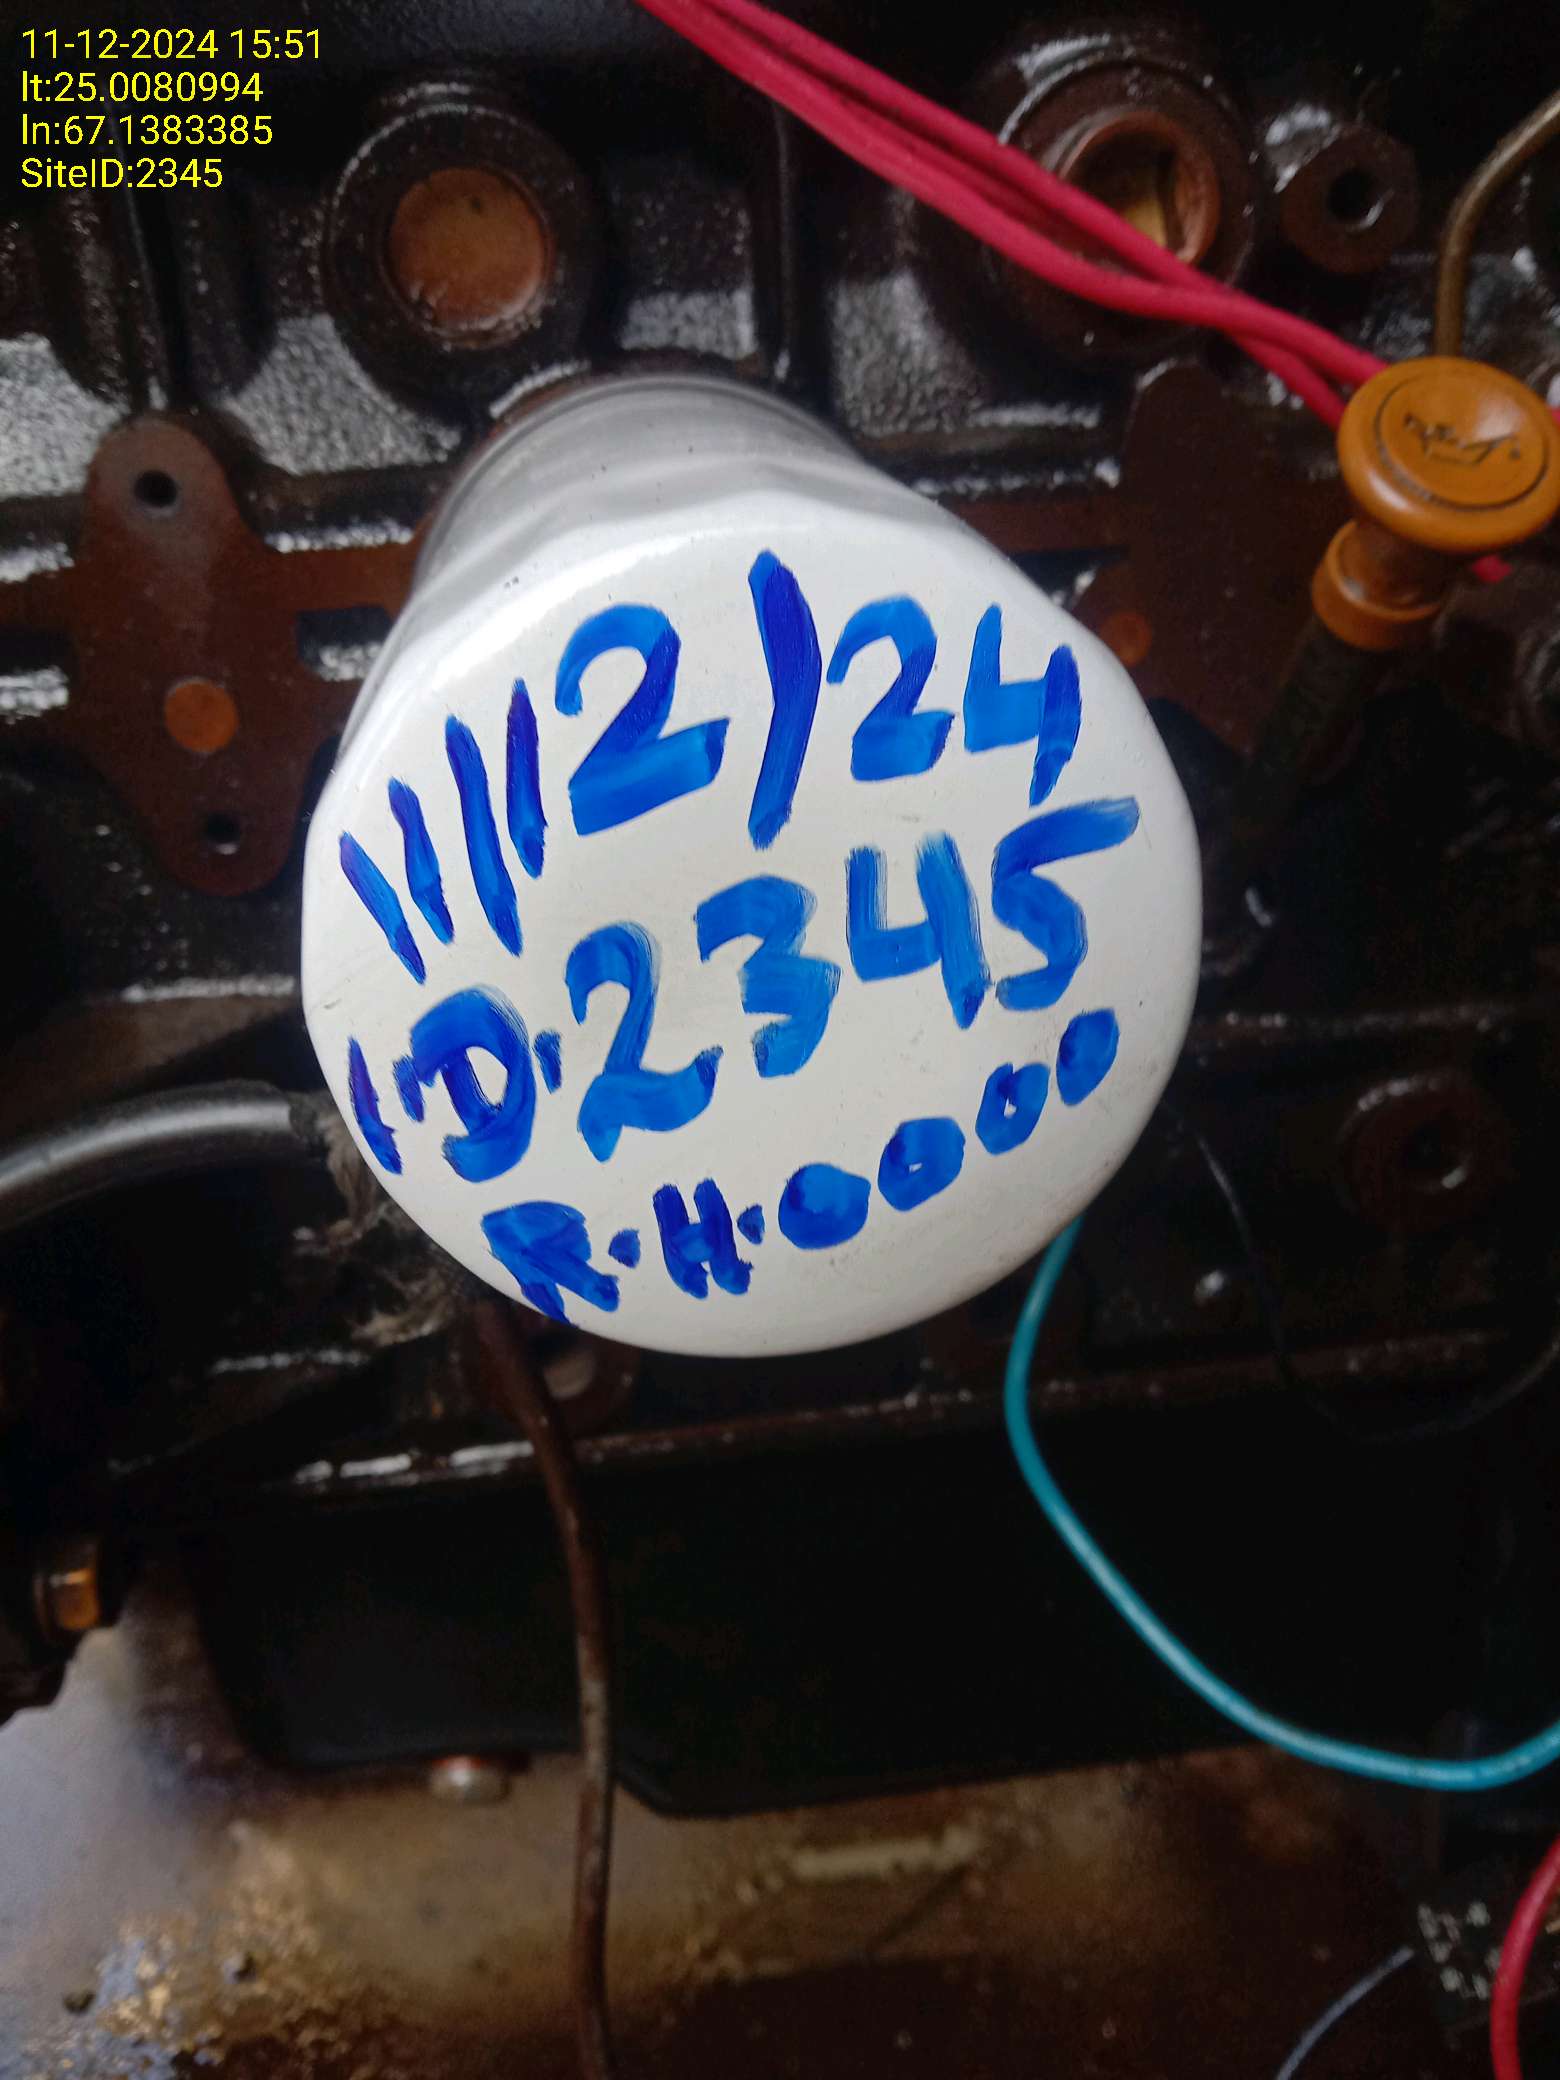 11-12-2024 15:51
lt:25.0080994
ln:67.1383385
SiteID:2345
11/12/24
I.D.2345
R.H.0000